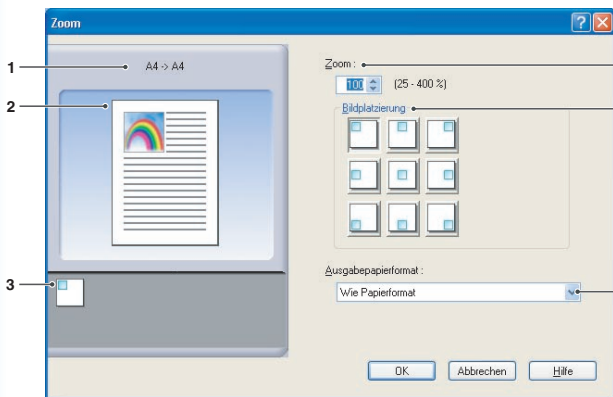 Zoom
1
A4 -> A4
2
3
Zoom :
100 (25 - 400 %)
Bildplatzierung
Ausgabepapierformat :
Wie Papierformat
OK Abbrechen Hilfe